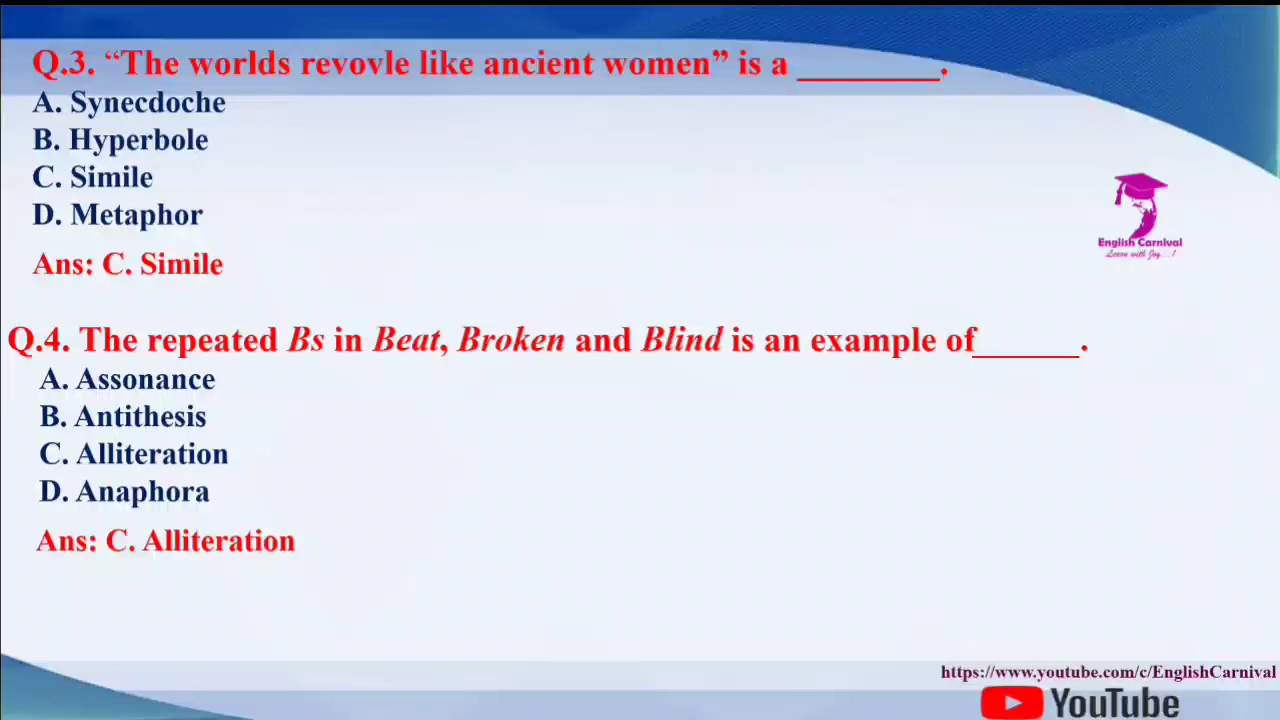 Q.3. “The worlds revovle like ancient women” is a ________.
A. Synecdoche
B. Hyperbole
C. Simile
D. Metaphor
Ans: C. Simile
English Carnival
Learn with Joy...!
Q.4. The repeated Bs in Beat, Broken and Blind is an example of______.
A. Assonance
B. Antithesis
C. Alliteration
D. Anaphora
Ans: C. Alliteration
https://www.youtube.com/c/EnglishCarnival
YouTube